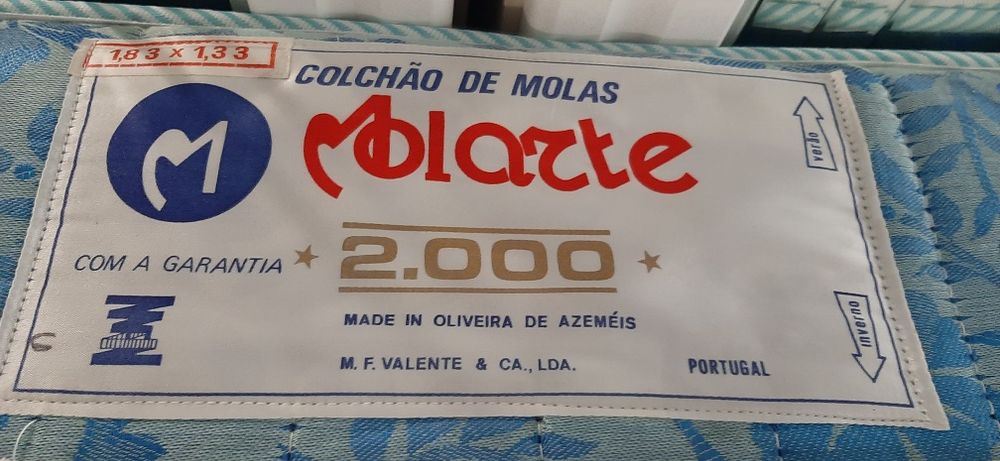 1,83 x 1,33
COLCHÃO DE MOLAS
M
Molarte
verão
COM A GARANTIA
2.000
MADE IN OLIVEIRA DE AZEMÉIS
M. F. VALENTE & CA., LDA.
PORTUGAL
inverno